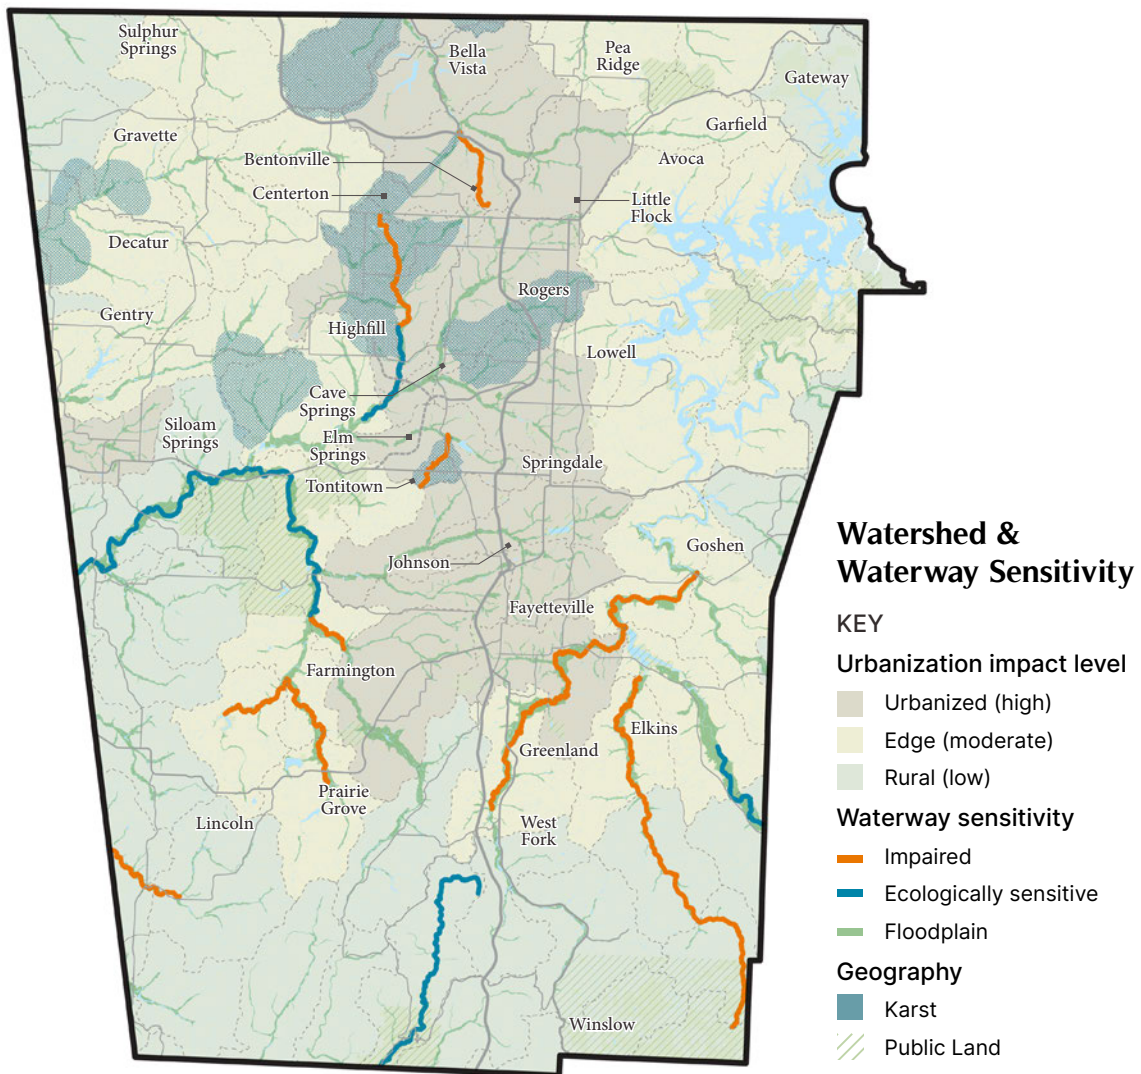 Sulphur
Springs
Bella
Vista
Pea
Ridge
Gateway
Gravette
Garfield
Bentonville
Avoca
Centerton
Little
Flock
Decatur
Rogers
Gentry
Highfill
Lowell
Cave
Springs
Siloam
Springs
Elm
Springs
Springdale
Tontitown
Goshen
Johnson
Fayetteville
Farmington
Elkins
Greenland
Prairie
Grove
Lincoln
West
Fork
Winslow
Watershed &
Waterway Sensitivity
KEY
Urbanization impact level
Urbanized (high)
Edge (moderate)
Rural (low)
Waterway sensitivity
Impaired
Ecologically sensitive
Floodplain
Geography
Karst
Public Land